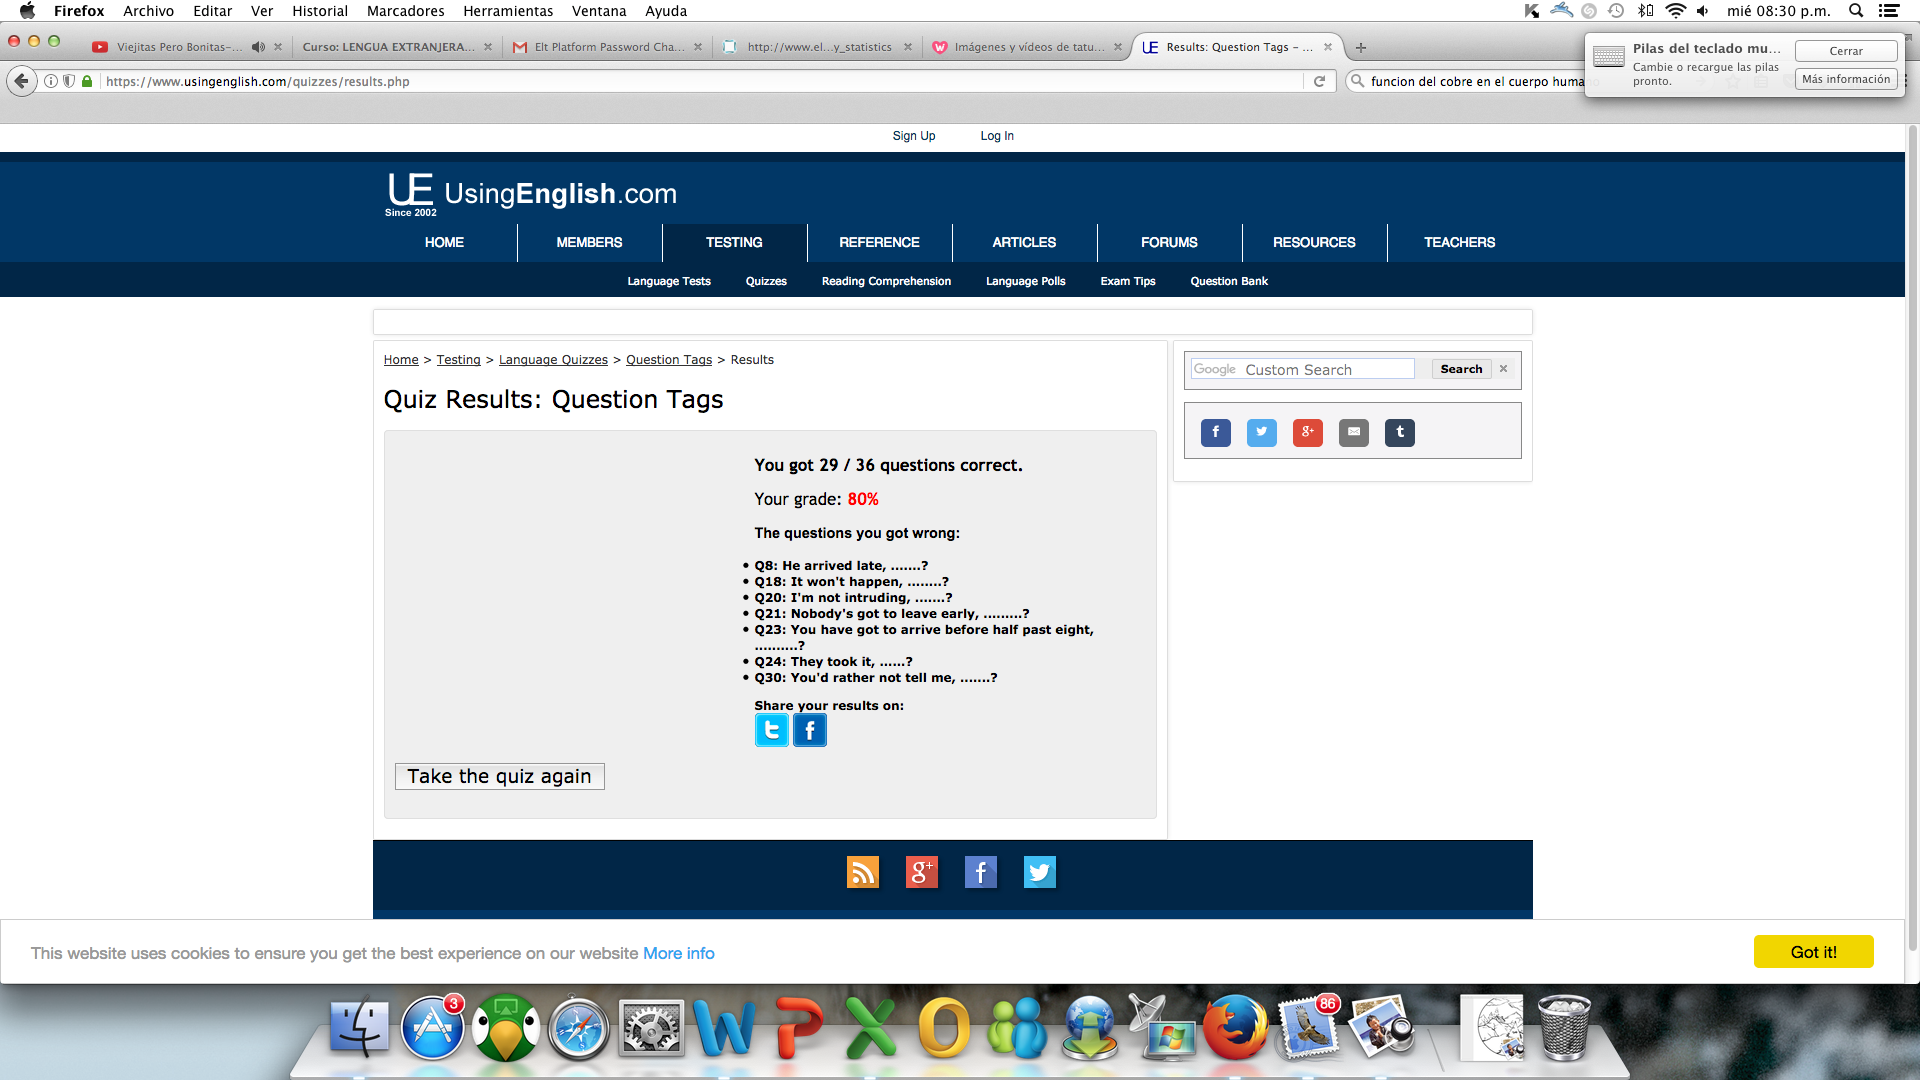 Firefox Archivo Editar Ver Historial Marcadores Herramientas Ventana Ayuda mié 08:30 p.m.
Viejitas Pero Bonitas-... Curso: LENGUA EXTRANJERA... Elt Platform Password Cha... http://www.el...y_statistics Imágenes y vídeos de tatu... Results: Question Tags - ...
https://www.usingenglish.com/quizzes/results.php funcion del cobre en el cuerpo huma
Pilas del teclado mu... Cerrar
Cambie o recargue las pilas
pronto. Más información
Sign Up Log In
UE UsingEnglish.com
Since 2002
HOME MEMBERS TESTING REFERENCE ARTICLES FORUMS RESOURCES TEACHERS
Language Tests Quizzes Reading Comprehension Language Polls Exam Tips Question Bank
Home > Testing > Language Quizzes > Question Tags > Results
Google Custom Search Search
Quiz Results: Question Tags
You got 29 / 36 questions correct.
Your grade: 80%
The questions you got wrong:
• Q8: He arrived late, .......?
• Q18: It won't happen, ........?
• Q20: I'm not intruding, .......?
• Q21: Nobody's got to leave early, .........?
• Q23: You have got to arrive before half past eight,
..........?
• Q24: They took it, ......?
• Q30: You'd rather not tell me, .......?
Share your results on:
Take the quiz again
This website uses cookies to ensure you get the best experience on our website More info
Got it!
3
86